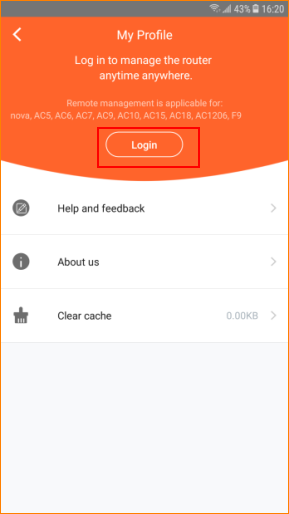 43% 16:20
My Profile
Log in to manage the router
anytime anywhere.
Remote management is applicable for:
nova, AC5, AC6, AC7, AC9, AC10, AC15, AC18, AC1206, F9
Login
Help and feedback
About us
Clear cache 0.00KB